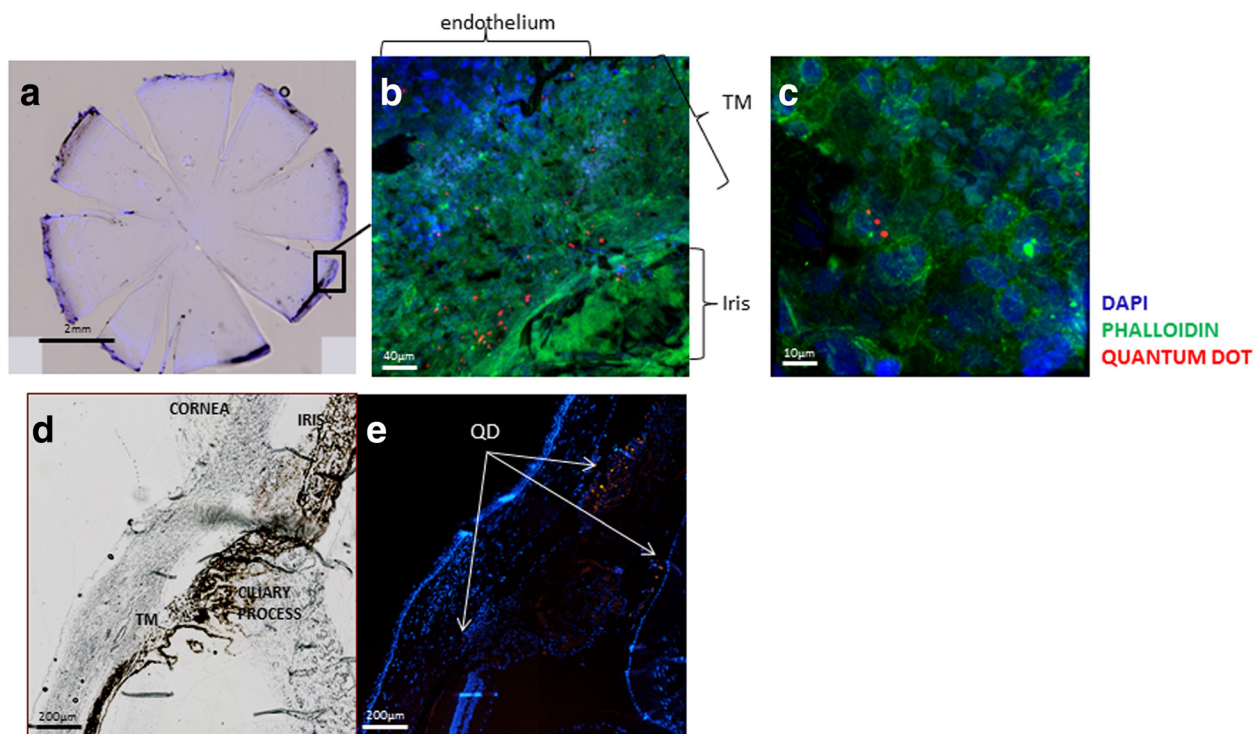 endothelium
a
b
c
TM
Iris
2mm
40μm
10μm
DAPI
PHALLOIDIN
QUANTUM DOT
d
CORNEA
IRIS
TM
CILIARY
PROCESS
200μm
e
QD
200μm